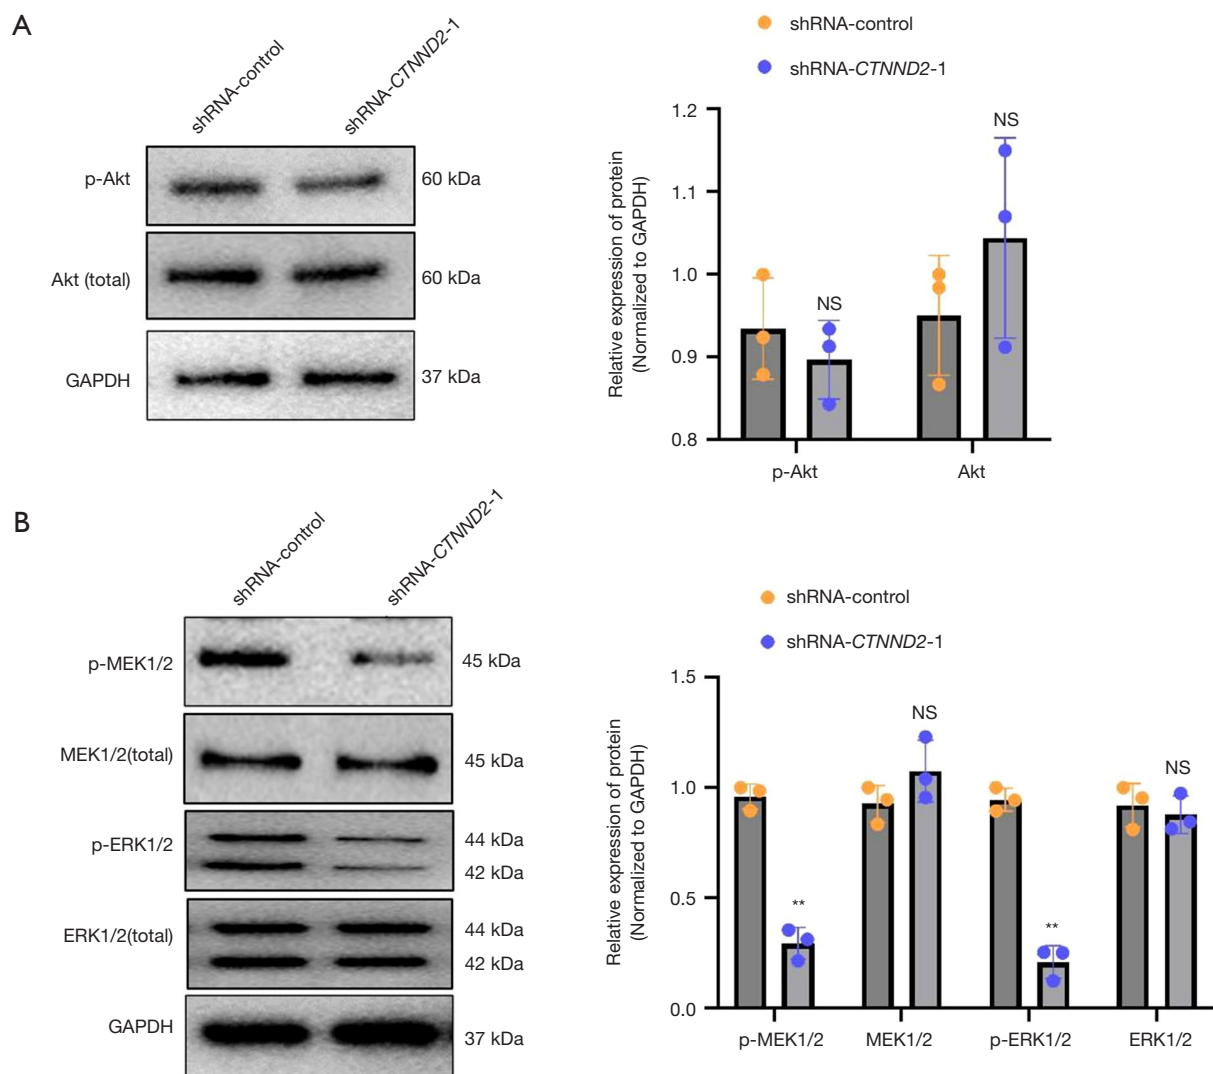 A
shRNA-control
shRNA-CTNND2-1
p-Akt
60 kDa
Akt (total)
60 kDa
GAPDH
37 kDa
shRNA-control
shRNA-CTNND2-1
Relative expression of protein
(Normalized to GAPDH)
1.2
1.1
1.0
0.9
0.8
NS
NS
p-Akt
Akt
B
shRNA-control
shRNA-CTNND2-1
p-MEK1/2
45 kDa
MEK1/2(total)
45 kDa
p-ERK1/2
44 kDa
42 kDa
ERK1/2(total)
44 kDa
42 kDa
GAPDH
37 kDa
shRNA-control
shRNA-CTNND2-1
Relative expression of protein
(Normalized to GAPDH)
1.5
1.0
0.5
0.0
**
NS
**
NS
p-MEK1/2
MEK1/2
p-ERK1/2
ERK1/2